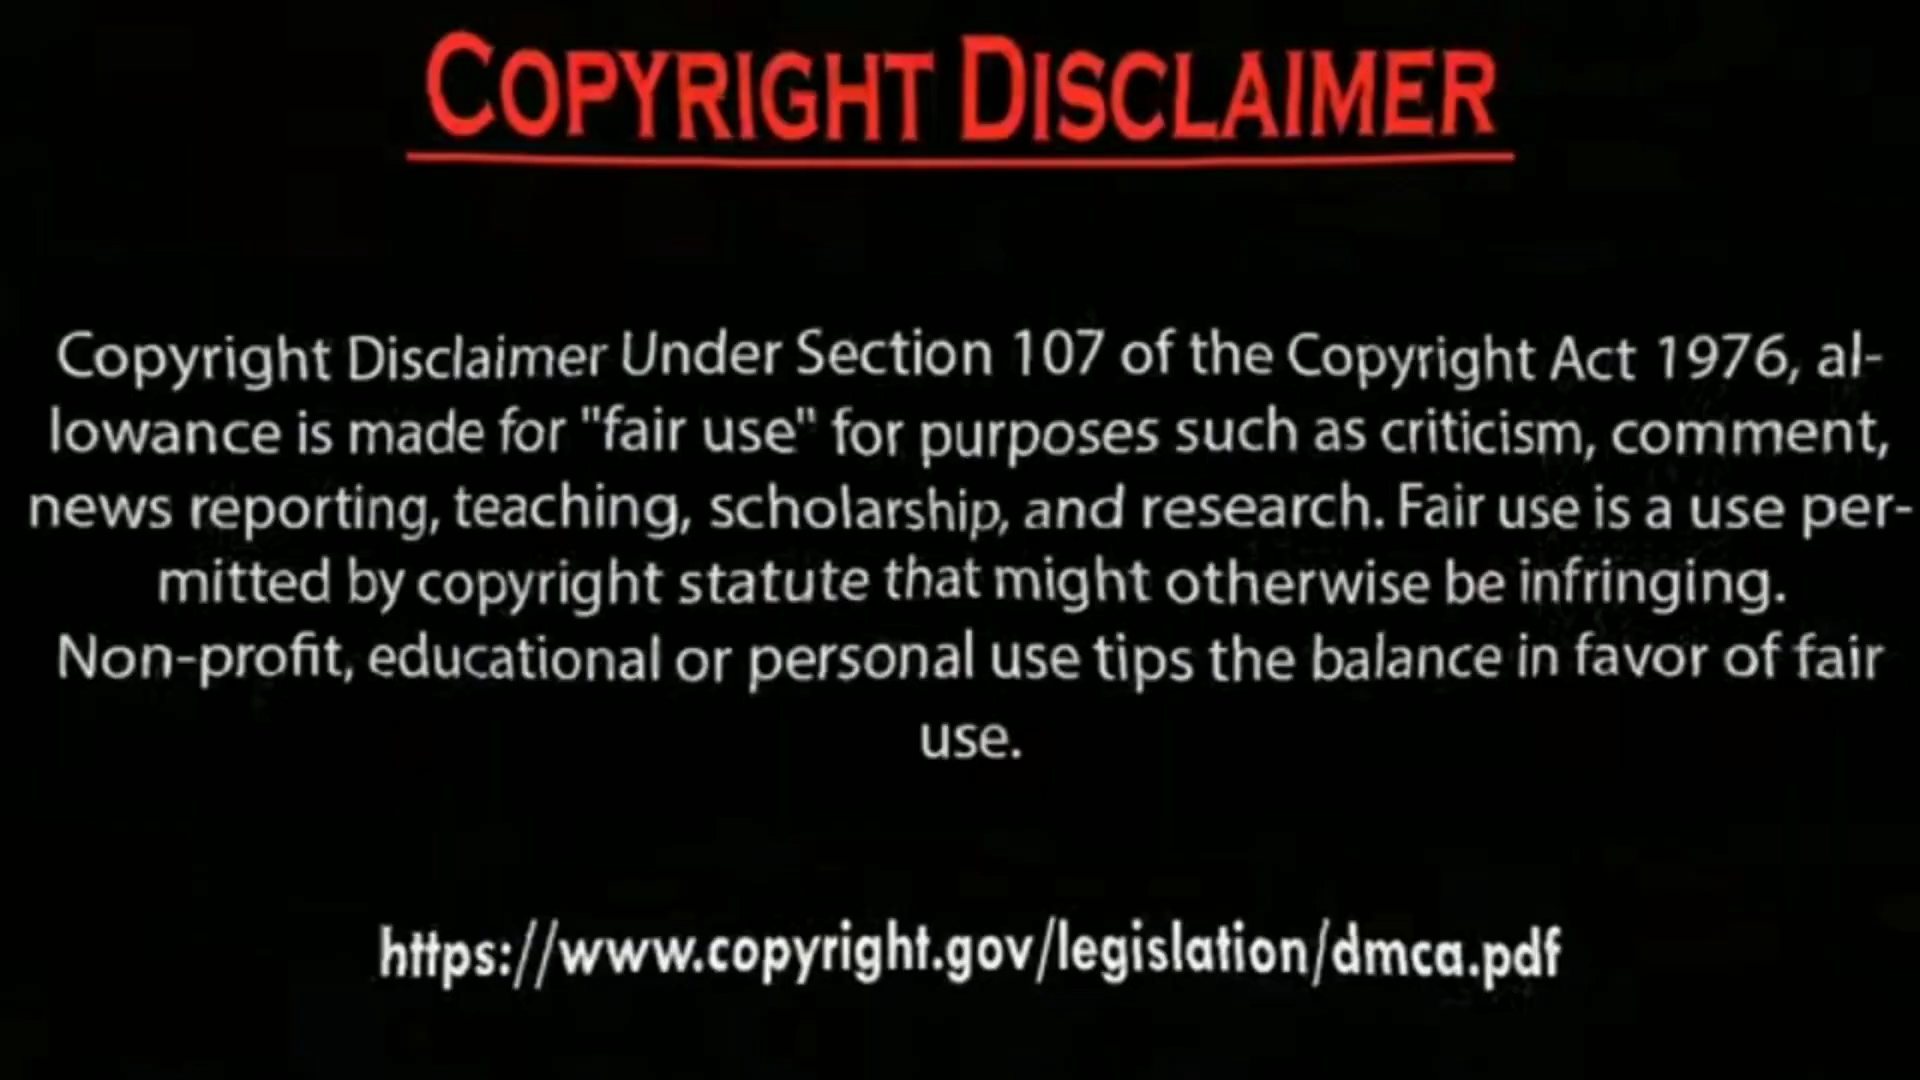 COPYRIGHT DISCLAIMER
Copyright Disclaimer Under Section 107 of the Copyright Act 1976, al-
lowance is made for "fair use" for purposes such as criticism, comment,
news reporting, teaching, scholarship, and research. Fair use is a use per-
mitted by copyright statute that might otherwise be infringing.
Non-profit, educational or personal use tips the balance in favor of fair
use.
https://www.copyright.gov/legislation/dmca.pdf